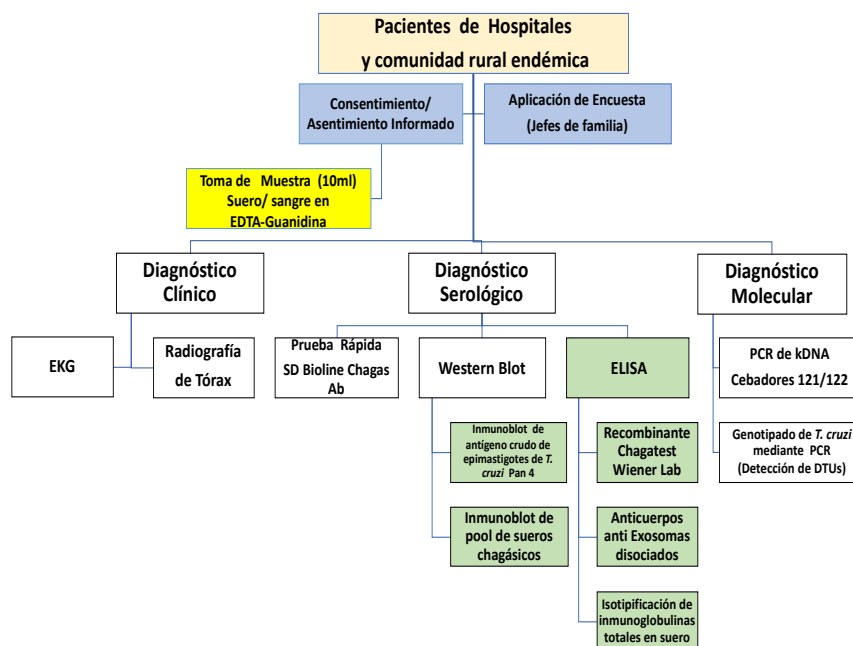 Pacientes de Hospitales
y comunidad rural endémica
Consentimiento/
Asentimiento Informado
Aplicación de Encuesta
(Jefes de familia)
Toma de Muestra (10ml)
Suero/ sangre en
EDTA-Guanidina
Diagnóstico
Clínico
Diagnóstico
Serológico
Diagnóstico
Molecular
EKG
Radiografía
de Tórax
Prueba Rápida
SD Bioline Chagas
Ab
Western Blot
ELISA
PCR de kDNA
Cebadores 121/122
Inmunoblot de
antígeno crudo de
epimastigotes de T.
cruzi Pan 4
Recombinante
Chagatest
Wiener Lab
Genotipado de T. cruzi
mediante PCR
(Detección de DTUs)
Inmunoblot de
pool de sueros
chagásicos
Anticuerpos
anti Exosomas
disociados
Isotipificación de
inmunoglobulinas
totales en suero